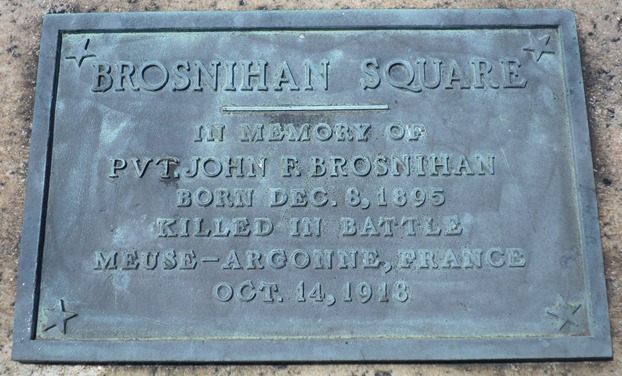 BROSNIHAN SQUARE
IN MEMORY OF
PVT. JOHN F. BROSNIHAN
BORN DEC. 8, 1895
KILLED IN BATTLE
MEUSE-ARGONNE, FRANCE
OCT. 14, 1918